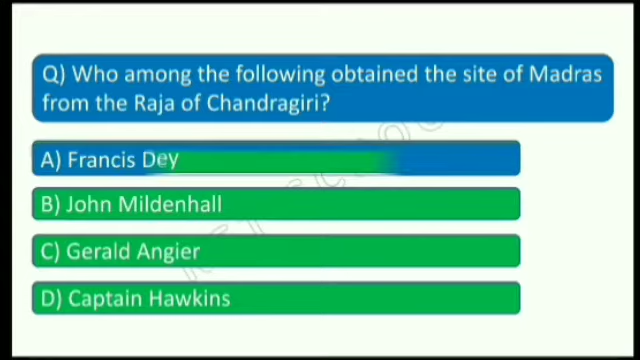 Q) Who among the following obtained the site of Madras
from the Raja of Chandragiri?
A) Francis Dey
B) John Mildenhall
C) Gerald Angier
D) Captain Hawkins